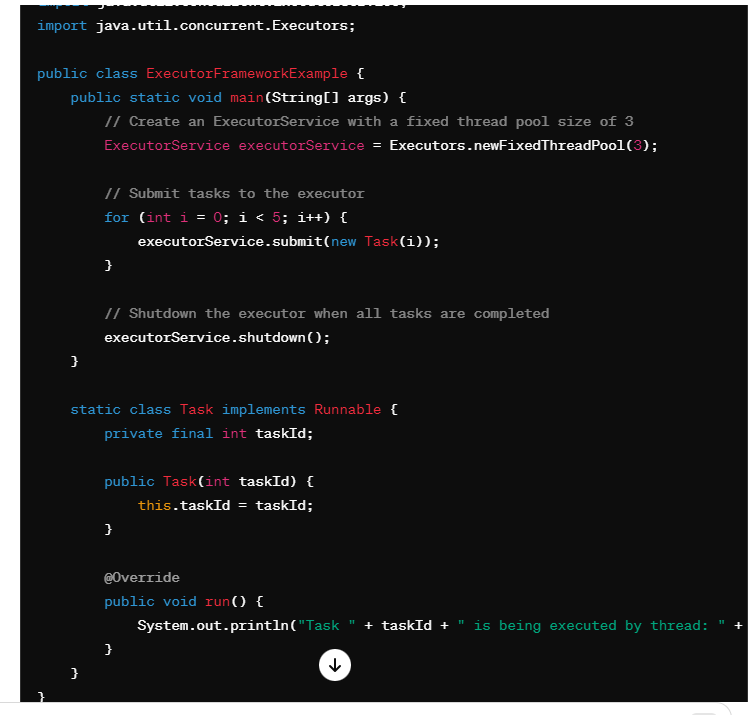 import java.util.concurrent.Executors;
public class ExecutorFrameworkExample {
public static void main(String[] args) {
// Create an ExecutorService with a fixed thread pool size of 3
ExecutorService executorService = Executors.newFixedThreadPool(3);
// Submit tasks to the executor
for (int i = 0; i < 5; i++) {
executorService.submit(new Task(i));
}
// Shutdown the executor when all tasks are completed
executorService.shutdown();
}
static class Task implements Runnable {
private final int taskId;
public Task(int taskId) {
this.taskId = taskId;
}
@Override
public void run() {
System.out.println("Task " + taskId + " is being executed by thread: " +
}
}
}